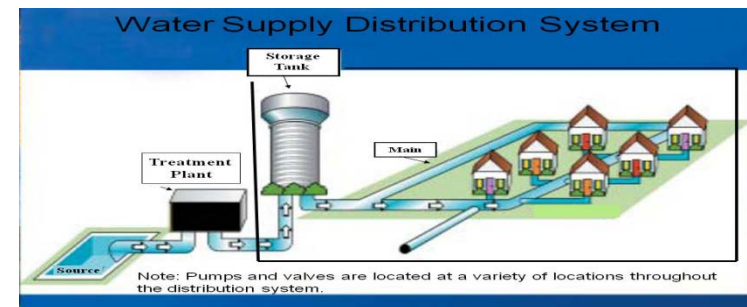 Water Supply Distribution System
Storage
Tank
Main
Treatment
Plant
Source
Note: Pumps and valves are located at a variety of locations throughout
the distribution system.